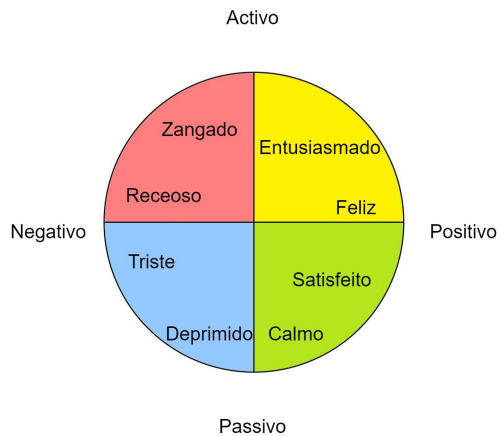 Activo
Zangado
Entusiasmado
Receoso
Feliz
Negativo
Positivo
Triste
Satisfeito
Deprimido
Calmo
Passivo